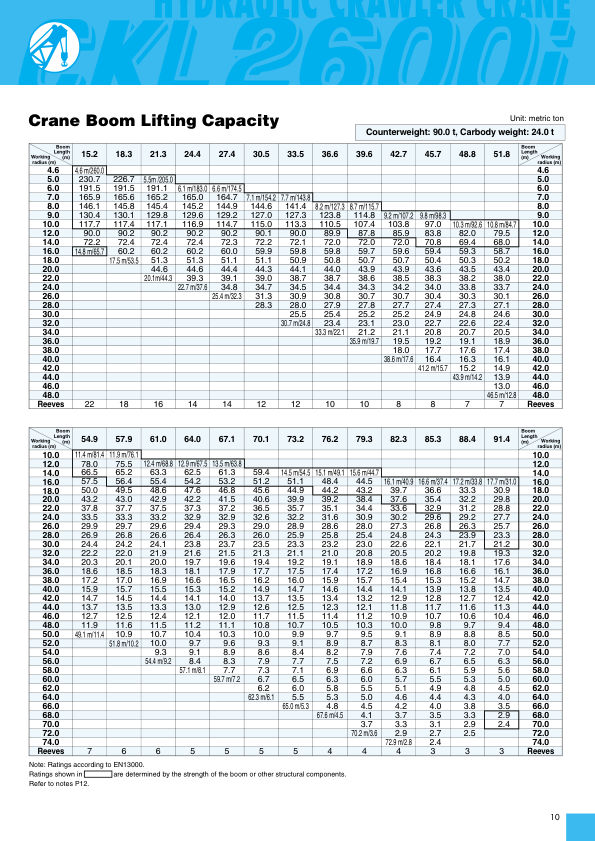 HYDRAULIC CRAWLER CRANE
CKL2600i
Crane Boom Lifting Capacity
Unit: metric ton
Counterweight: 90.0 t, Carbody weight: 24.0 t
Working radius (m) Boom Length (m) 15.2 18.3 21.3 24.4 27.4 30.5 33.5 36.6 39.6 42.7 45.7 48.8 51.8 Boom Length (m) Working radius (m)
4.6 4.6 m/260.0 4.6
5.0 230.7 226.7 5.5m/205.0 5.0
6.0 191.5 191.5 191.1 6.1 m/183.0 6.6 m/174.5 6.0
7.0 165.9 165.6 165.2 165.0 164.7 7.1 m/154.2 7.7 m/143.8 7.0
8.0 146.1 145.8 145.4 145.2 144.9 144.6 141.4 8.2 m/127.3 8.7 m/115.7 8.0
9.0 130.4 130.1 129.8 129.6 129.2 127.0 127.3 123.8 114.8 9.2 m/107.2 9.8 m/98.3 9.0
10.0 117.7 117.4 117.1 116.9 114.7 115.0 113.3 110.5 107.4 103.8 97.0 10.3 m/92.6 10.8 m/84.7 10.0
12.0 90.0 90.2 90.2 90.2 90.2 90.1 90.0 89.9 87.8 85.9 83.8 82.0 79.5 12.0
14.0 72.2 72.4 72.4 72.4 72.3 72.2 72.1 72.0 72.0 72.0 70.8 69.4 68.0 14.0
16.0 14.8 m/65.7 60.2 60.2 60.2 60.0 59.9 59.8 59.8 59.7 59.6 59.4 59.3 58.7 16.0
18.0 17.5 m/53.5 51.3 51.3 51.1 51.1 50.9 50.8 50.7 50.7 50.4 50.3 50.2 18.0
20.0 44.6 44.6 44.4 44.3 44.1 44.0 43.9 43.9 43.6 43.5 43.4 20.0
22.0 20.1m/44.3 39.3 39.1 39.0 38.7 38.7 38.6 38.5 38.3 38.2 38.0 22.0
24.0 22.7 m/37.6 34.8 34.7 34.5 34.4 34.3 34.2 34.0 33.8 33.7 24.0
26.0 25.4 m/32.3 31.3 30.9 30.8 30.7 30.7 30.4 30.3 30.1 26.0
28.0 28.3 28.0 27.9 27.8 27.7 27.4 27.3 27.1 28.0
30.0 25.5 25.4 25.2 25.2 24.9 24.8 24.6 30.0
32.0 30.7 m/24.8 23.4 23.1 23.0 22.7 22.6 22.4 32.0
34.0 33.3 m/22.1 21.2 21.1 20.8 20.7 20.5 34.0
36.0 35.9 m/19.7 19.5 19.2 19.1 18.9 36.0
38.0 18.0 17.7 17.6 17.4 38.0
40.0 38.6 m/17.6 16.4 16.3 16.1 40.0
42.0 41.2 m/15.7 15.2 14.9 42.0
44.0 43.9 m/14.2 13.9 44.0
46.0 13.0 46.0
48.0 46.5 m/12.8 48.0
Reeves 22 18 16 14 14 12 12 10 10 8 8 7 7 Reeves
Working radius (m) Boom Length (m) 54.9 57.9 61.0 64.0 67.1 70.1 73.2 76.2 79.3 82.3 85.3 88.4 91.4 Boom Length (m) Working radius (m)
10.0 11.4 m/81.4 11.9 m/76.1 10.0
12.0 78.0 75.5 12.4 m/68.8 12.9 m/67.5 13.5 m/63.8 12.0
14.0 66.5 65.2 63.3 62.5 61.3 59.4 14.5 m/54.5 15.1 m/49.1 15.6 m/44.7 14.0
16.0 57.5 56.4 55.4 54.2 53.2 51.2 51.1 48.4 44.5 16.1 m/40.9 16.6 m/37.4 17.2 m/33.8 17.7 m/31.0 16.0
18.0 50.0 49.5 48.6 47.6 46.8 45.6 44.9 44.2 43.2 39.7 36.6 33.3 30.9 18.0
20.0 43.2 43.0 42.9 42.2 41.5 40.6 39.9 39.2 38.4 37.6 35.4 32.2 29.8 20.0
22.0 37.8 37.7 37.5 37.3 37.2 36.5 35.7 35.1 34.4 33.6 32.9 31.2 28.8 22.0
24.0 33.5 33.3 33.2 32.9 32.9 32.6 32.2 31.6 30.9 30.2 29.6 29.2 27.7 24.0
26.0 29.9 29.7 29.6 29.4 29.3 29.0 28.9 28.6 28.0 27.3 26.8 26.3 25.7 26.0
28.0 26.9 26.8 26.6 26.4 26.3 26.0 25.9 25.8 25.4 24.8 24.3 23.9 23.3 28.0
30.0 24.4 24.2 24.1 23.8 23.7 23.5 23.3 23.2 23.0 22.6 22.1 21.7 21.2 30.0
32.0 22.2 22.0 21.9 21.6 21.5 21.3 21.1 21.0 20.8 20.5 20.2 19.8 19.3 32.0
34.0 20.3 20.1 20.0 19.7 19.6 19.4 19.2 19.1 18.9 18.6 18.4 18.1 17.6 34.0
36.0 18.6 18.5 18.3 18.1 17.9 17.7 17.5 17.4 17.2 16.9 16.8 16.6 16.1 36.0
38.0 17.2 17.0 16.9 16.6 16.5 16.2 16.0 15.9 15.7 15.4 15.3 15.2 14.7 38.0
40.0 15.9 15.7 15.5 15.3 15.2 14.9 14.7 14.6 14.4 14.1 13.9 13.8 13.5 40.0
42.0 14.7 14.5 14.4 14.1 14.0 13.7 13.5 13.4 13.2 12.9 12.8 12.7 12.4 42.0
44.0 13.7 13.5 13.3 13.0 12.9 12.6 12.5 12.3 12.1 11.8 11.7 11.6 11.3 44.0
46.0 12.7 12.5 12.4 12.1 12.0 11.7 11.5 11.4 11.2 10.9 10.7 10.6 10.4 46.0
48.0 11.9 11.6 11.5 11.2 11.1 10.8 10.7 10.5 10.3 10.0 9.8 9.7 9.4 48.0
50.0 49.1 m/11.4 10.9 10.7 10.4 10.3 10.0 9.9 9.7 9.5 9.1 8.9 8.8 8.5 50.0
52.0 51.8 m/10.2 10.0 9.7 9.6 9.3 9.1 8.9 8.7 8.3 8.1 8.0 7.7 52.0
54.0 9.3 9.1 8.9 8.6 8.4 8.2 7.9 7.6 7.4 7.2 7.0 54.0
56.0 54.4 m/9.2 8.4 8.3 7.9 7.7 7.5 7.2 6.9 6.7 6.5 6.3 56.0
58.0 57.1 m/8.1 7.7 7.3 7.1 6.9 6.6 6.3 6.1 5.9 5.6 58.0
60.0 59.7 m/7.2 6.7 6.5 6.3 6.0 5.7 5.5 5.3 5.0 60.0
62.0 6.2 6.0 5.8 5.5 5.1 4.9 4.8 4.5 62.0
64.0 62.3 m/6.1 5.5 5.3 5.0 4.6 4.4 4.3 4.0 64.0
66.0 65.0 m/5.3 4.8 4.5 4.2 4.0 3.8 3.5 66.0
68.0 67.6 m/4.5 4.1 3.7 3.5 3.3 2.9 68.0
70.0 3.7 3.3 3.1 2.9 2.4 70.0
72.0 70.2 m/3.6 2.9 2.7 2.5 72.0
74.0 72.9 m/2.8 2.4 74.0
Reeves 7 6 6 5 5 5 5 4 4 4 3 3 3 Reeves
Note: Ratings according to EN13000.
Ratings shown in are determined by the strength of the boom or other structural components.
Refer to notes P12.
10